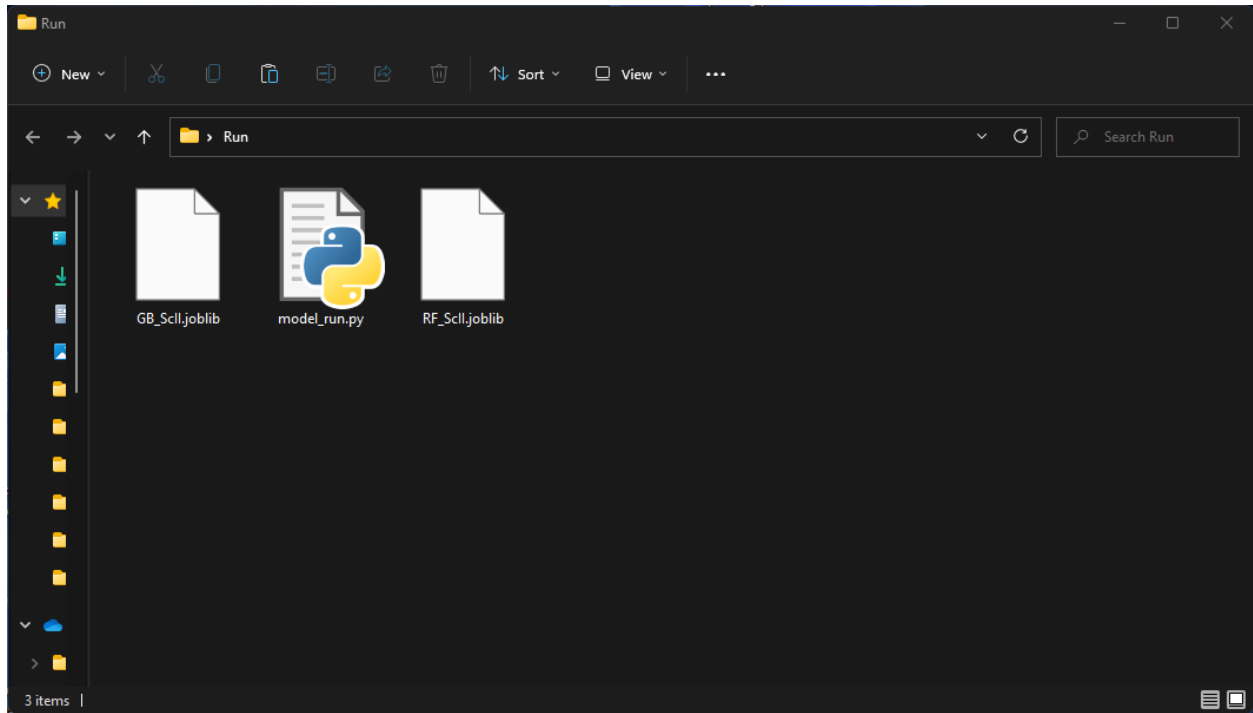 Run
New
Sort
View
Run
Search Run
GB_Scll.joblib
model_run.py
RF_Scll.joblib
3 items